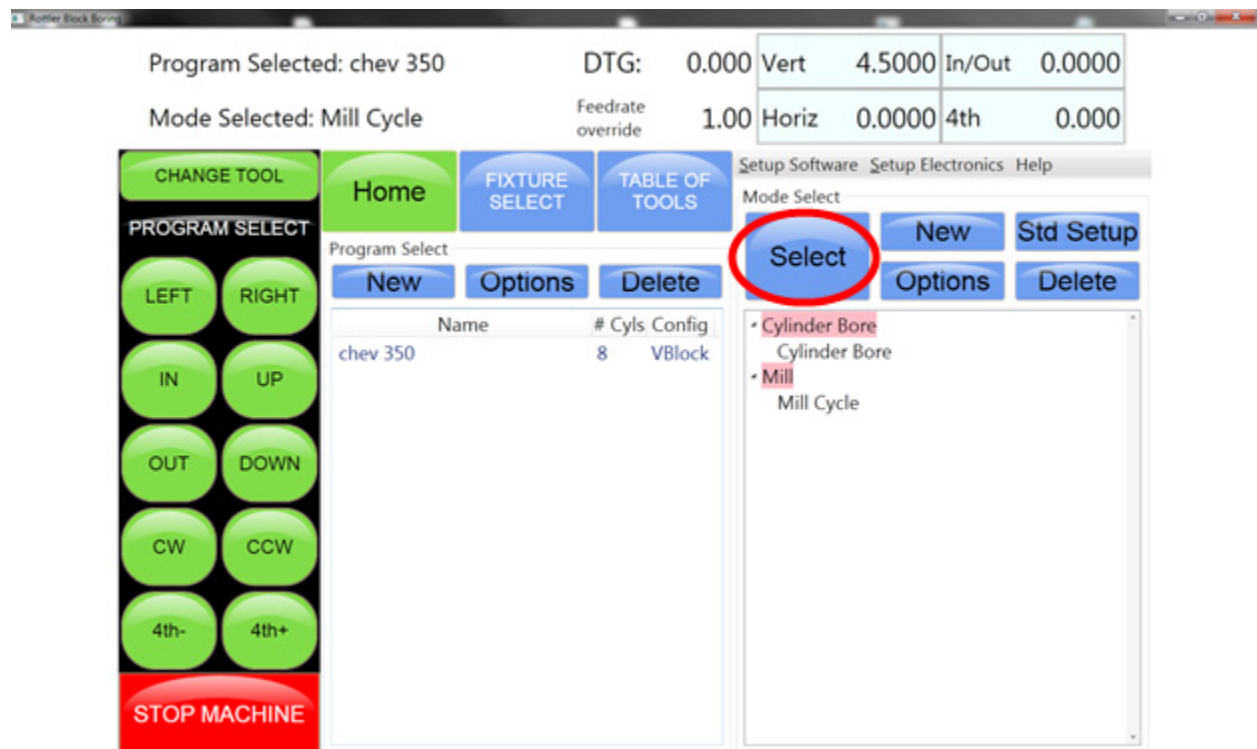 Rottler Block Boring
Program Selected: chev 350
DTG: 0.000
Vert 4.5000
In/Out 0.0000
Mode Selected: Mill Cycle
Feedrate
override
1.00
Horiz 0.0000
4th 0.000
CHANGE TOOL
PROGRAM SELECT
LEFT
RIGHT
IN
UP
OUT
DOWN
CW
CCW
4th-
4th+
STOP MACHINE
Home
FIXTURE
SELECT
TABLE OF
TOOLS
Program Select
New
Options
Delete
Name # Cyls Config
chev 350 8 VBlock
Setup Software Setup Electronics Help
Mode Select
Select
New
Std Setup
Options
Delete
Cylinder Bore
Cylinder Bore
Mill
Mill Cycle